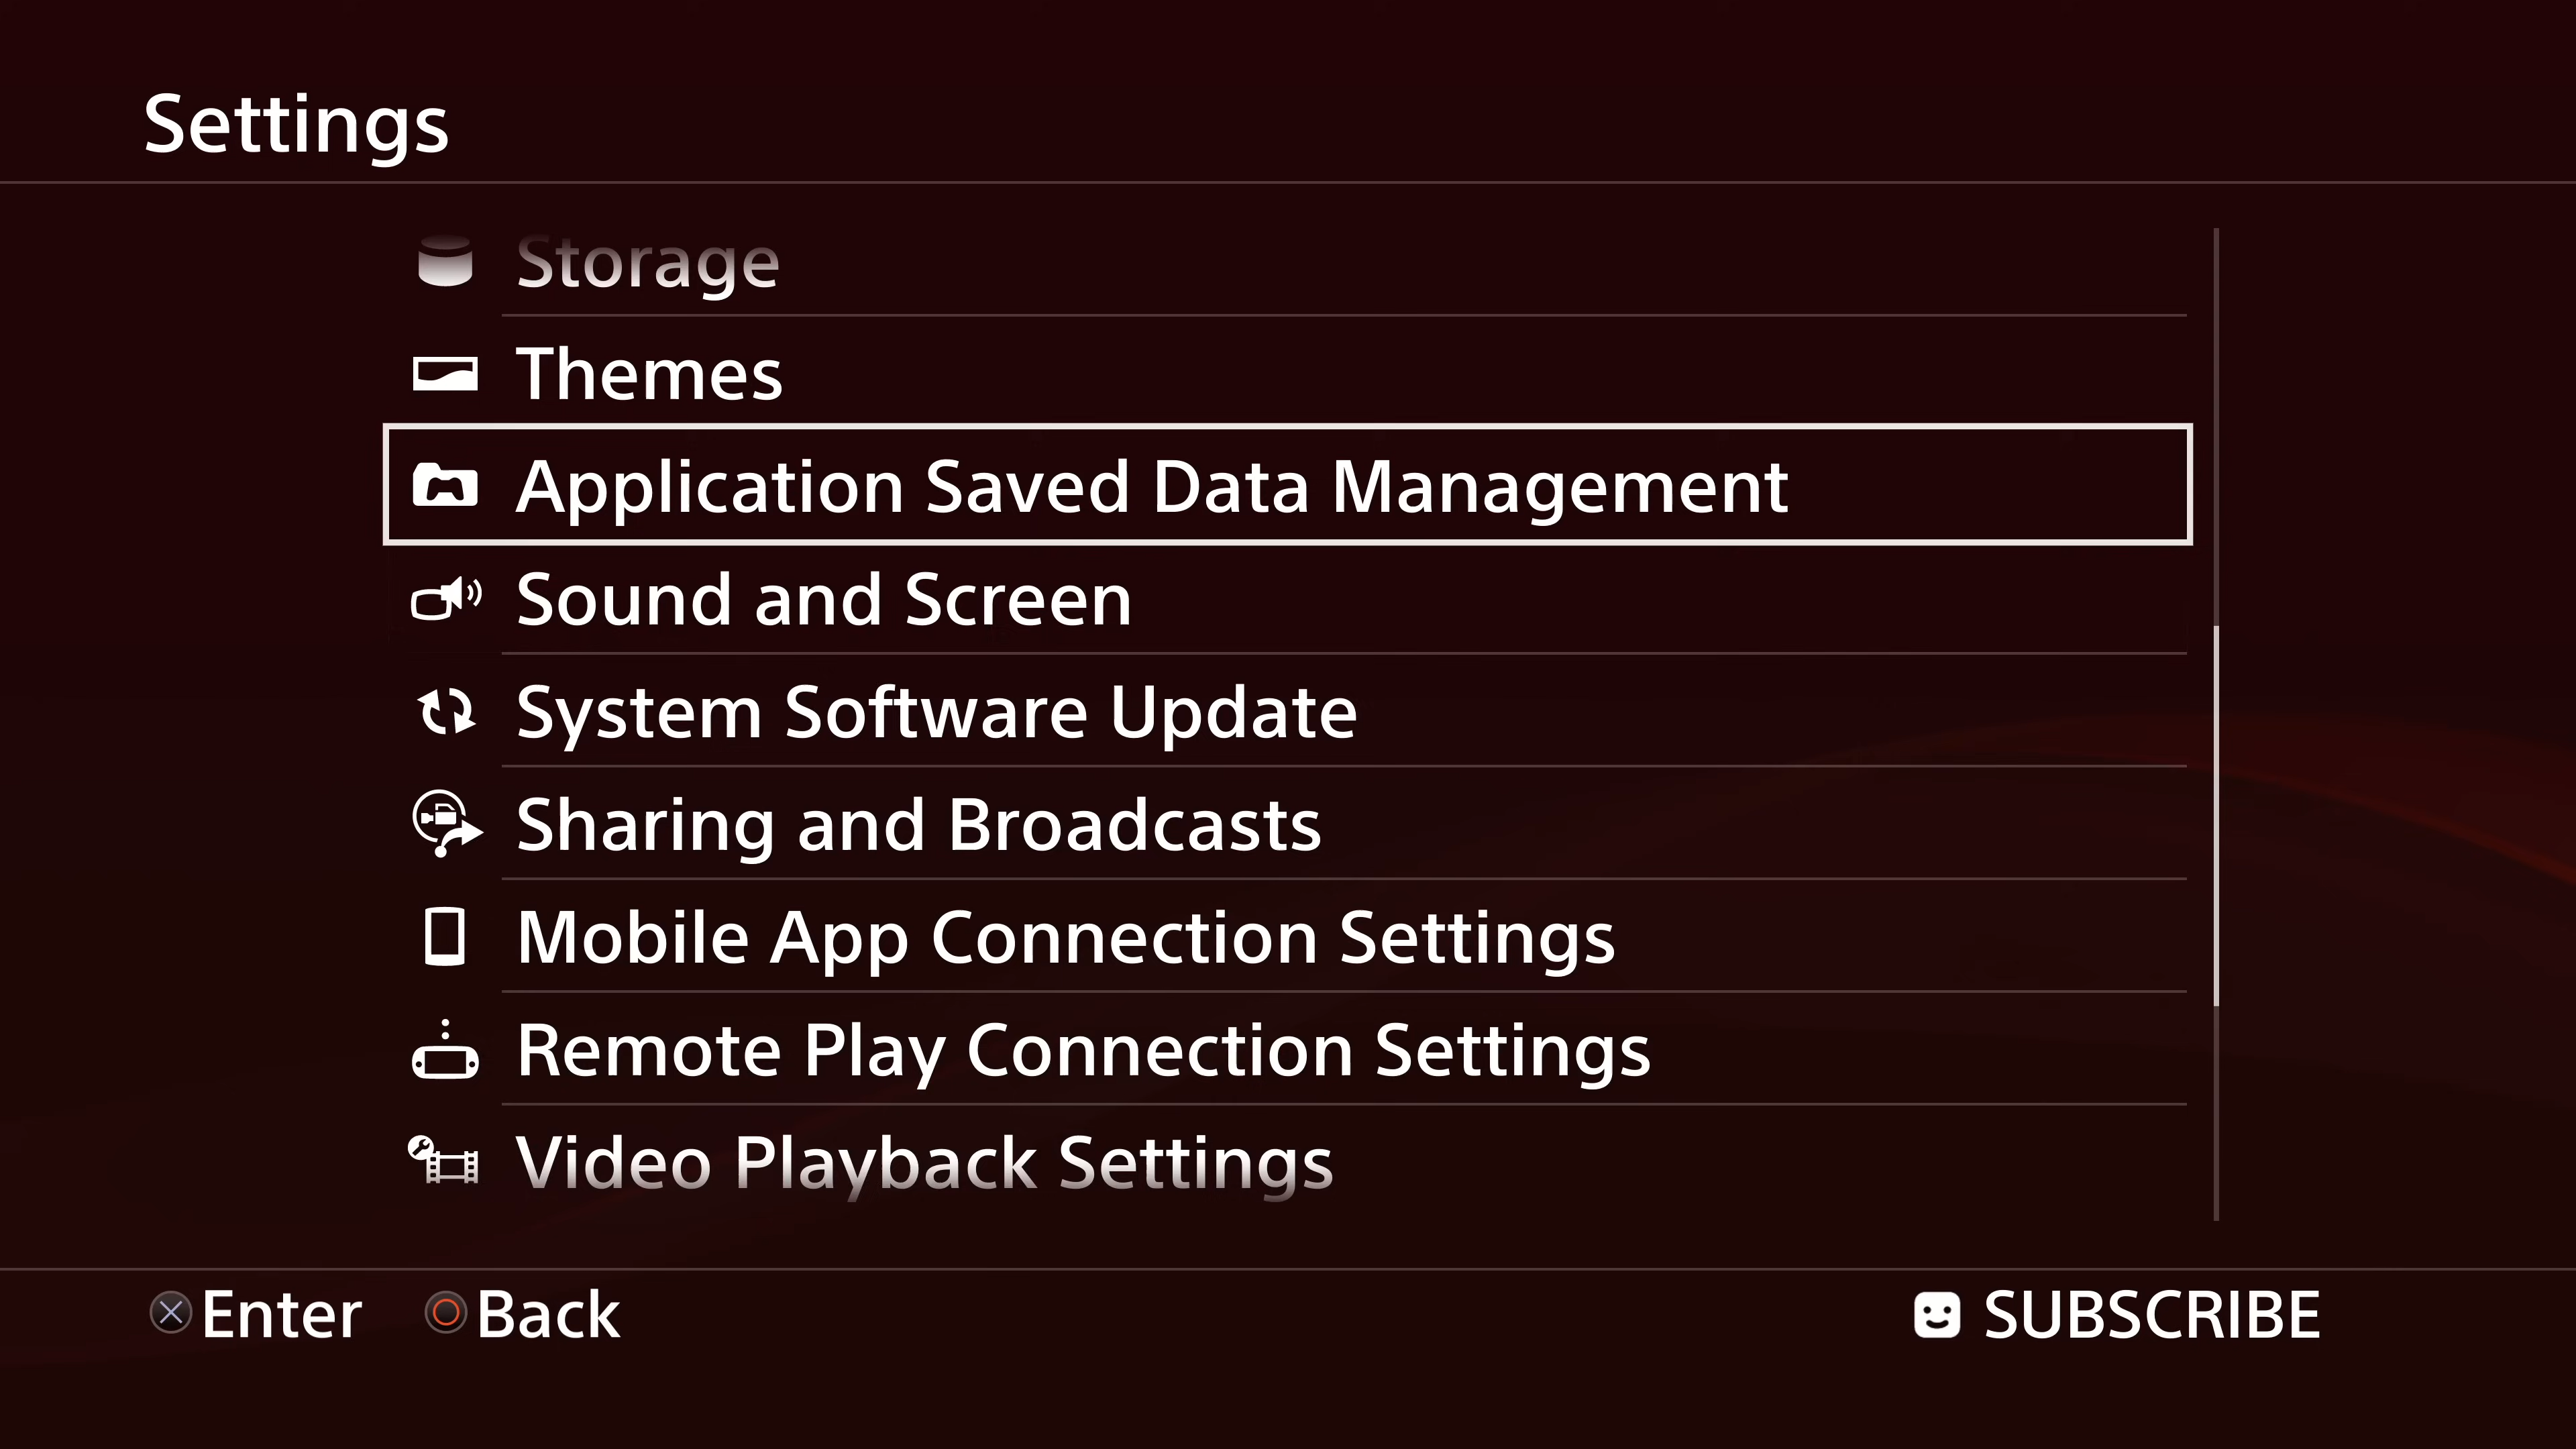 Settings
Storage
Themes
Application Saved Data Management
Sound and Screen
System Software Update
Sharing and Broadcasts
Mobile App Connection Settings
Remote Play Connection Settings
Video Playback Settings
Enter Back SUBSCRIBE